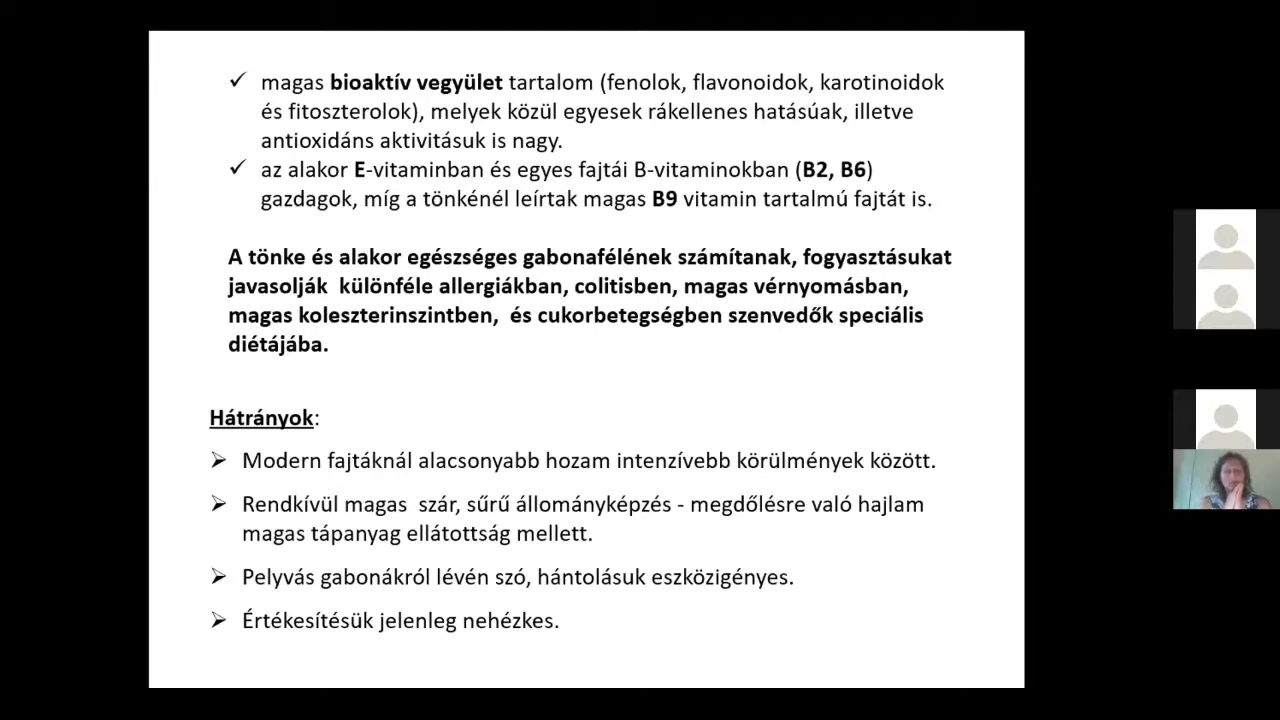 magas bioaktív vegyület tartalom (fenolok, flavonoidok, karotinoidok
és fitoszterolok), melyek közül egyesek rákellenes hatásúak, illetve
antioxidáns aktivitásuk is nagy.
az alakor E-vitaminban és egyes fajtái B-vitaminokban (B2, B6)
gazdagok, míg a tönkénél leírtak magas B9 vitamin tartalmú fajtát is.
A tönke és alakor egészséges gabonafélének számítanak, fogyasztásukat
javasolják különféle allergiákban, colitisben, magas vérnyomásban,
magas koleszterinszintben, és cukorbetegségben szenvedők speciális
diétájába.
Hátrányok:
Modern fajtáknál alacsonyabb hozam intenzívebb körülmények között.
Rendkívül magas szár, sűrű állományképzés - megdőlésre való hajlam
magas tápanyag ellátottság mellett.
Pelyvás gabonákról lévén szó, hántolásuk eszközigényes.
Értékesítésük jelenleg nehézkes.